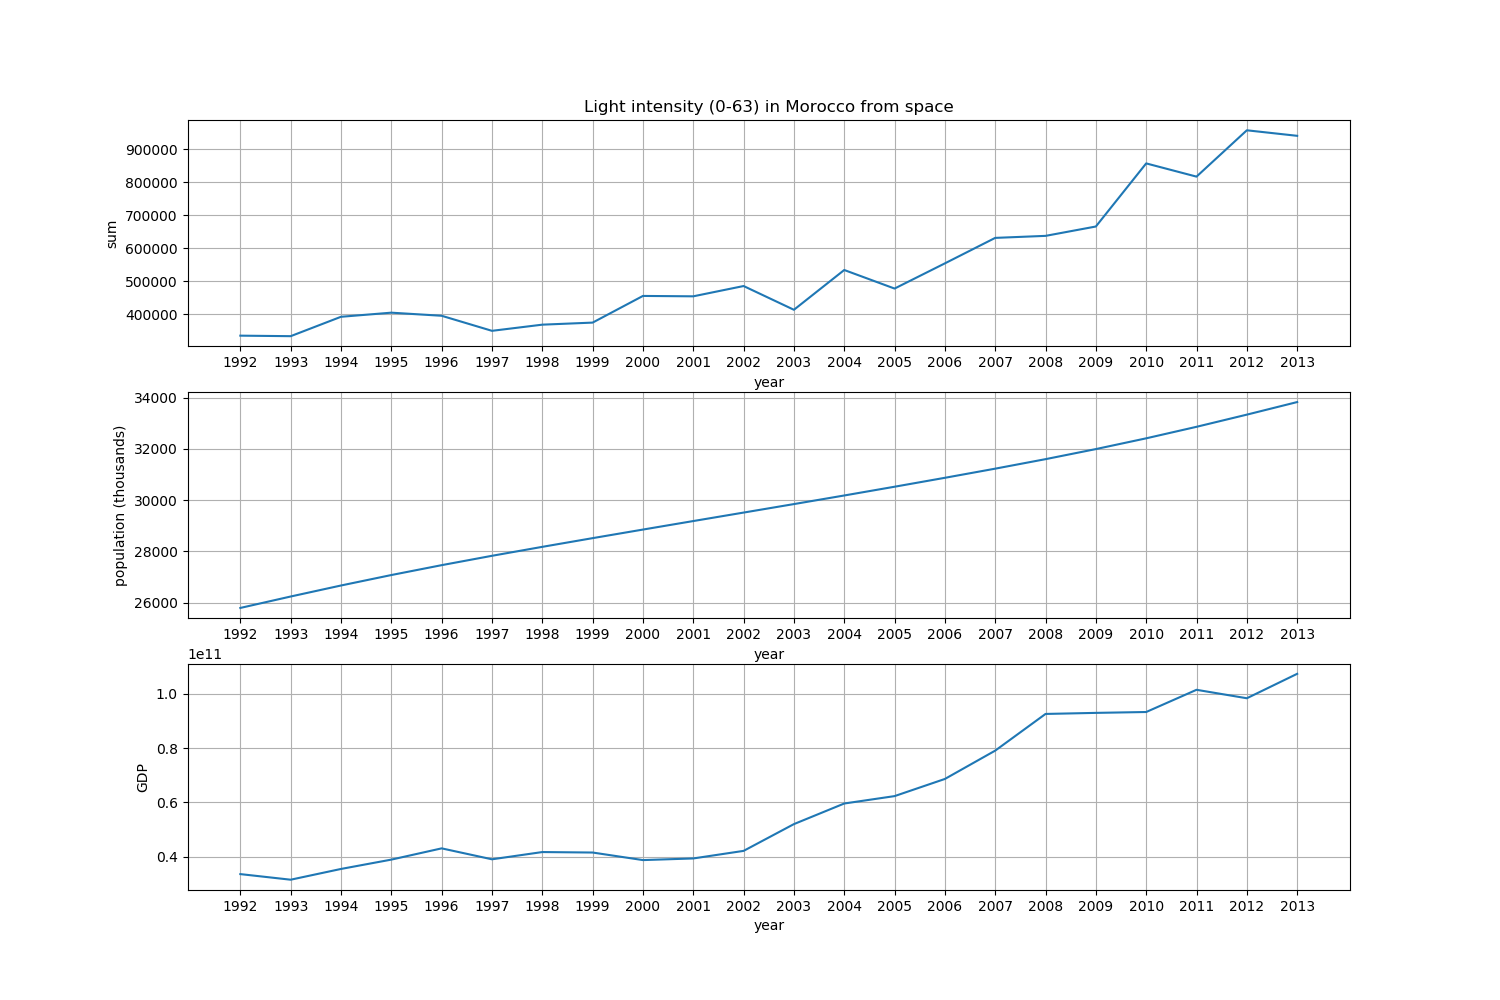 Light intensity (0-63) in Morocco from space
900000
800000
700000
600000
500000
400000
sum
1992 1993 1994 1995 1996 1997 1998 1999 2000 2001 2002 2003 2004 2005 2006 2007 2008 2009 2010 2011 2012 2013
year
34000
32000
30000
28000
26000
population (thousands)
1992 1993 1994 1995 1996 1997 1998 1999 2000 2001 2002 2003 2004 2005 2006 2007 2008 2009 2010 2011 2012 2013
year
1e11
1.0
0.8
0.6
0.4
GDP
1992 1993 1994 1995 1996 1997 1998 1999 2000 2001 2002 2003 2004 2005 2006 2007 2008 2009 2010 2011 2012 2013
year